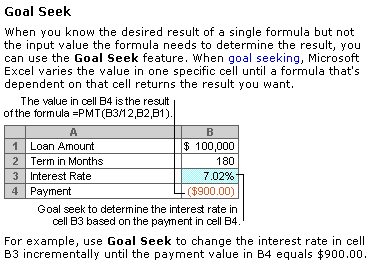 Goal Seek
When you know the desired result of a single formula but not
the input value the formula needs to determine the result, you
can use the Goal Seek feature. When goal seeking, Microsoft
Excel varies the value in one specific cell until a formula that's
dependent on that cell returns the result you want.
The value in cell B4 is the result
of the formula =PMT(B3/12,B2,B1).
A B
1 Loan Amount $ 100,000
2 Term in Months 180
3 Interest Rate 7.02%
4 Payment ($900.00)
Goal seek to determine the interest rate in
cell B3 based on the payment in cell B4.
For example, use Goal Seek to change the interest rate in cell
B3 incrementally until the payment value in B4 equals $900.00.